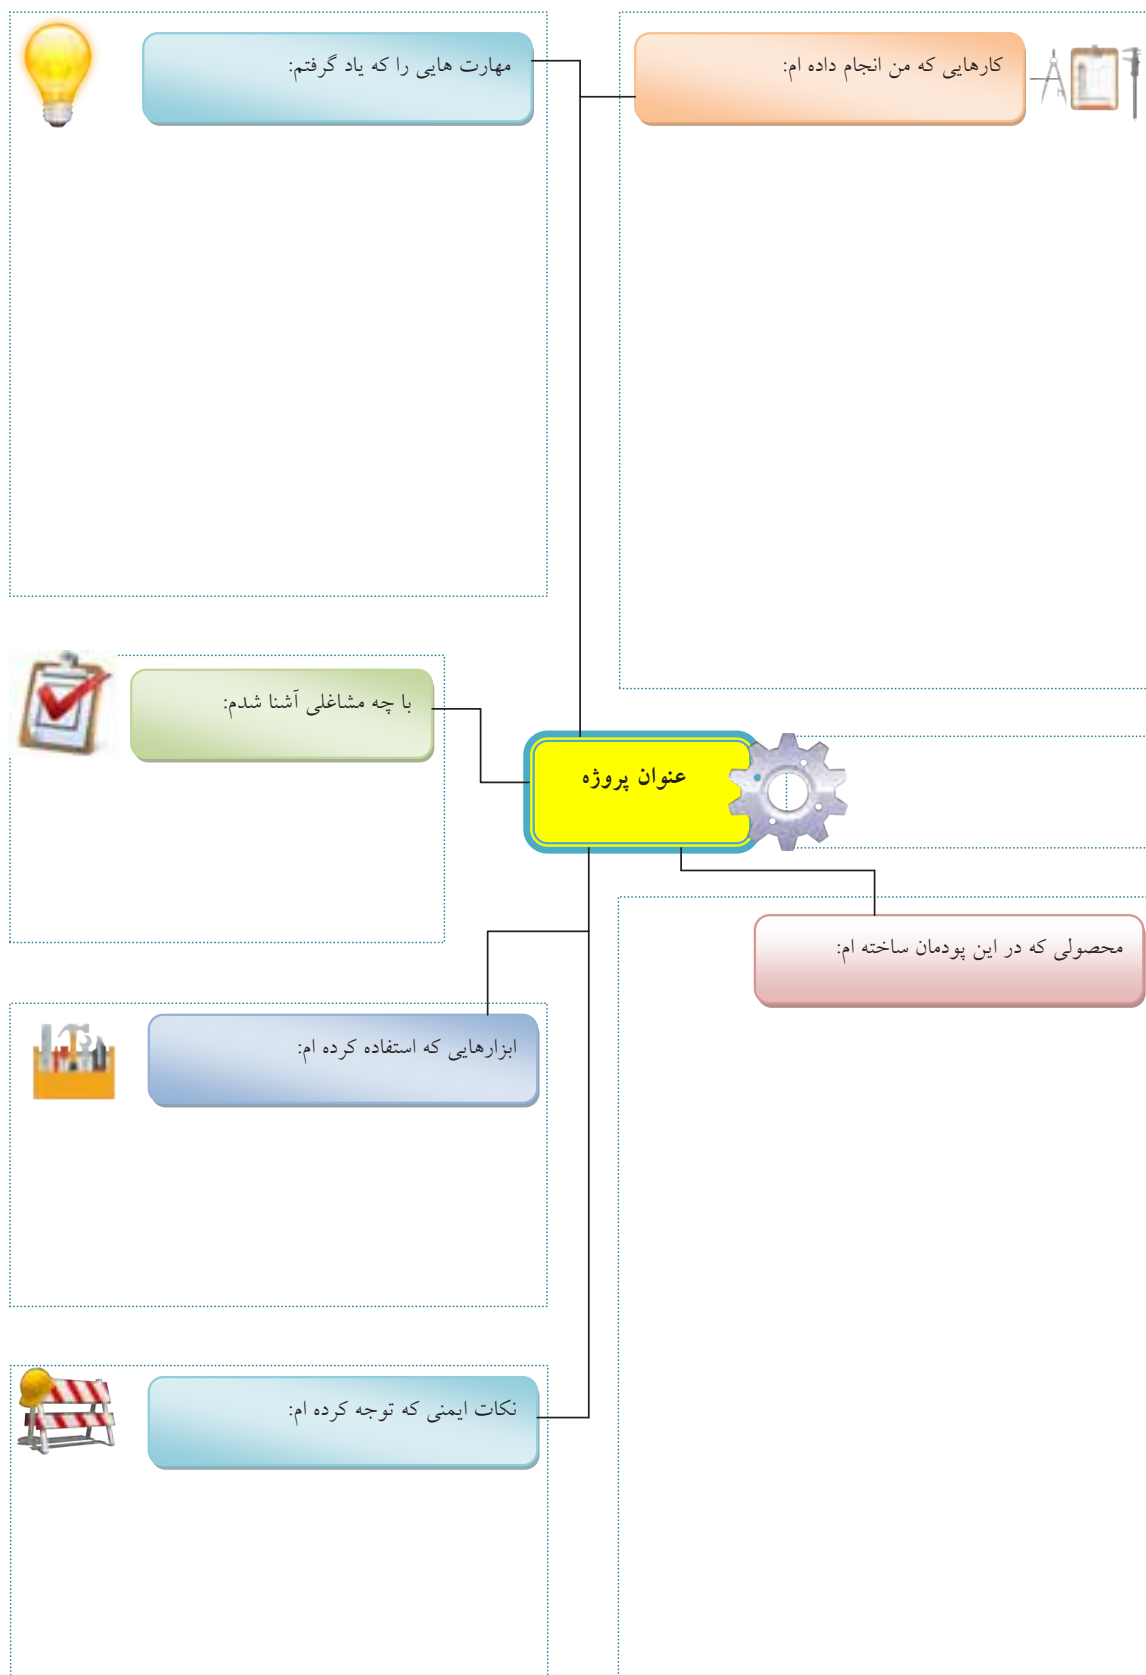 کارهایی که من انجام داده ام:
مهارت هایی را که یاد گرفتم:
با چه مشاغلی آشنا شدم:
عنوان پروژه
محصولی که در این پودمان ساخته ام:
ابزارهایی که استفاده کرده ام:
نکات ایمنی که توجه کرده ام: